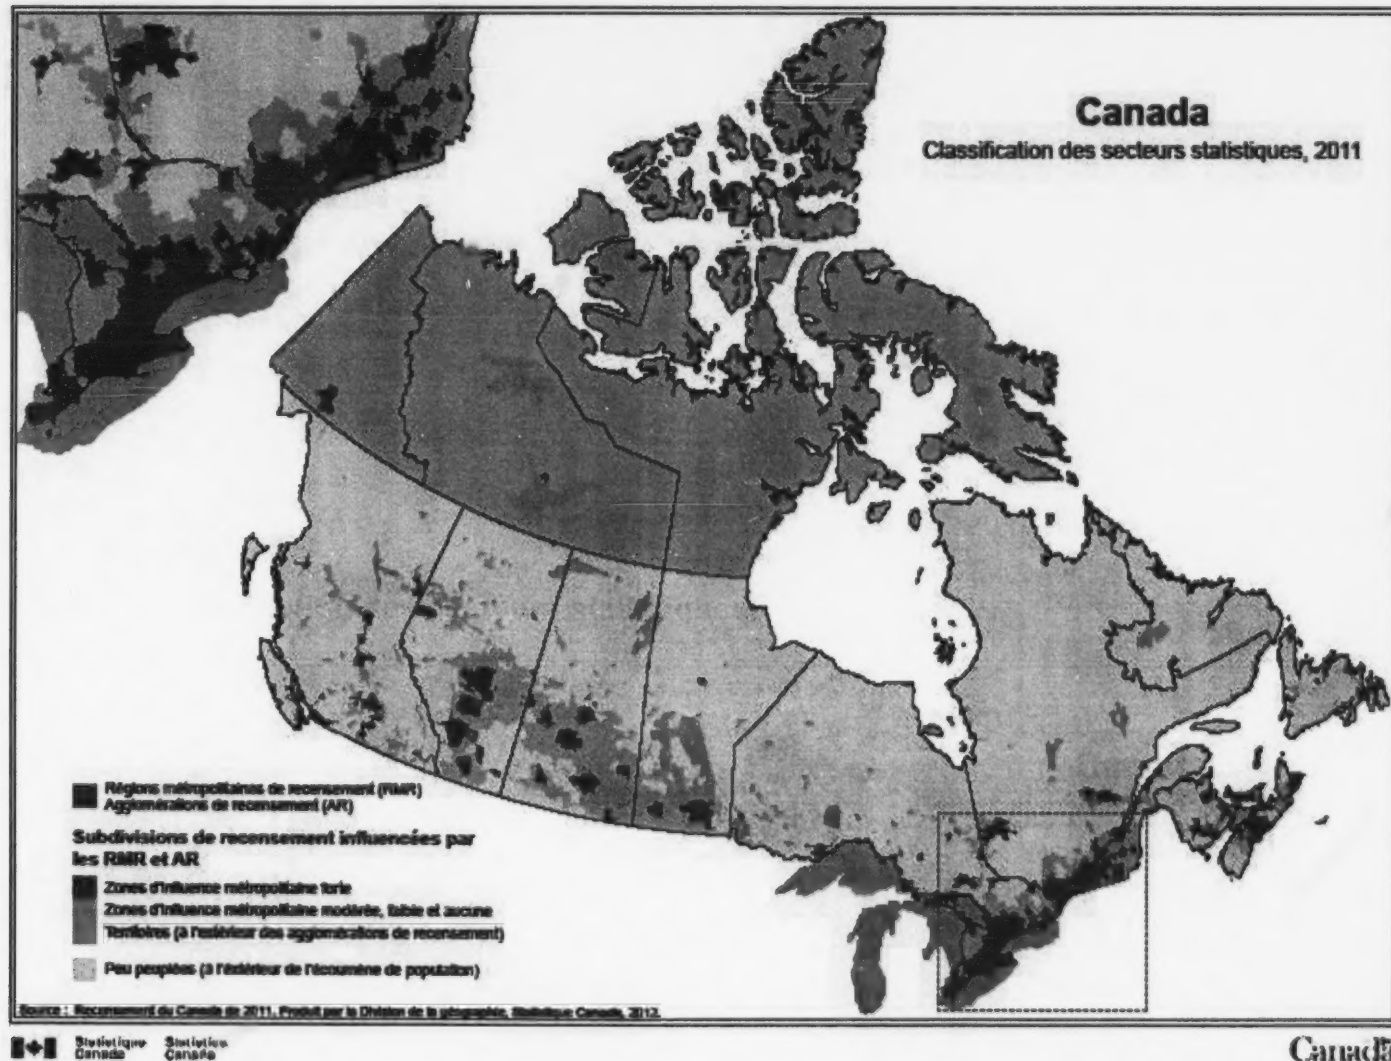 Canada
Classification des secteurs statistiques, 2011
Régions métropolitaines de recensement (RMR)
Agglomérations de recensement (AR)
Subdivisions de recensement influencées par
les RMR et AR
Zones d'influence métropolitaine forte
Zones d'influence métropolitaine modérée, faible et aucune
Territoires (à l'extérieur des agglomérations de recensement)
Peu peuplées (à l'extérieur de l'écoumène de population)
Source : Recensement du Canada de 2011. Produit par la Division de la géographie, Statistique Canada, 2012.
Statistique Statistics
Canada Canada
Canada